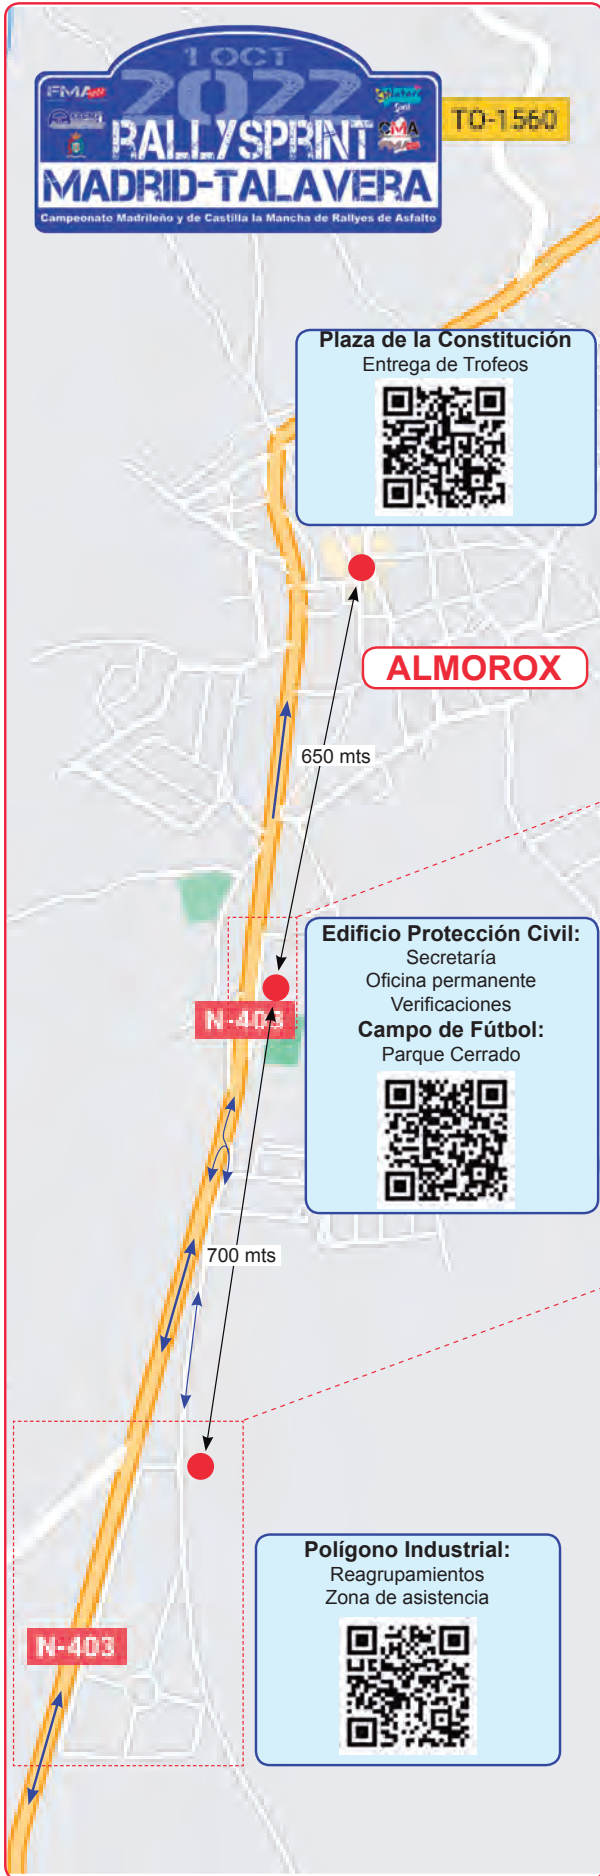 1 OCT
2022
FMA
CMA
FMA
RALLYSPRINT
MADRID-TALAVERA
Campeonato Madrileño y de Castilla la Mancha de Rallyes de Asfalto
TO-1560
Plaza de la Constitución
Entrega de Trofeos
ALMOROX
650 mts
Edificio Protección Civil:
Secretaría
Oficina permanente
Verificaciones
Campo de Fútbol:
Parque Cerrado
N-403
700 mts
Polígono Industrial:
Reagrupamientos
Zona de asistencia
N-403